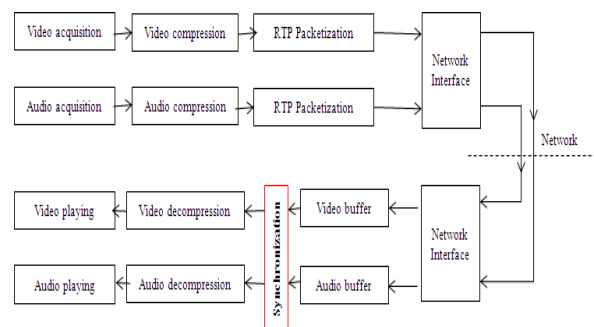 Video acquisition
Video compression
RTP Packetization
Network
Interface
Audio acquisition
Audio compression
RTP Packetization
Network
Video playing
Video decompression
Synchronization
Video buffer
Network
Interface
Audio playing
Audio decompression
Audio buffer